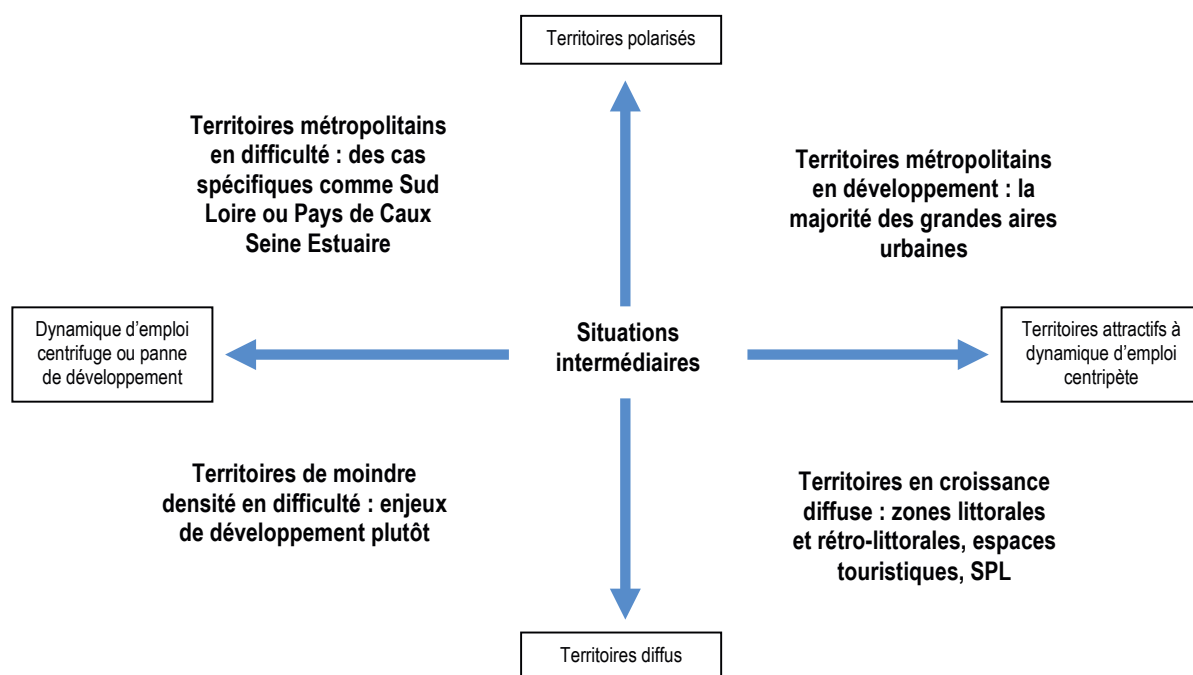 Territoires polarisés
Territoires métropolitains
en difficulté : des cas
spécifiques comme Sud
Loire ou Pays de Caux
Seine Estuaire
Territoires métropolitains
en développement : la
majorité des grandes aires
urbaines
Dynamique d'emploi
centrifuge ou panne
de développement
Situations
intermédiaires
Territoires attractifs à
dynamique d'emploi
centripète
Territoires de moindre
densité en difficulté : enjeux
de développement plutôt
Territoires en croissance
diffuse : zones littorales
et rétro-littorales, espaces
touristiques, SPL
Territoires diffus